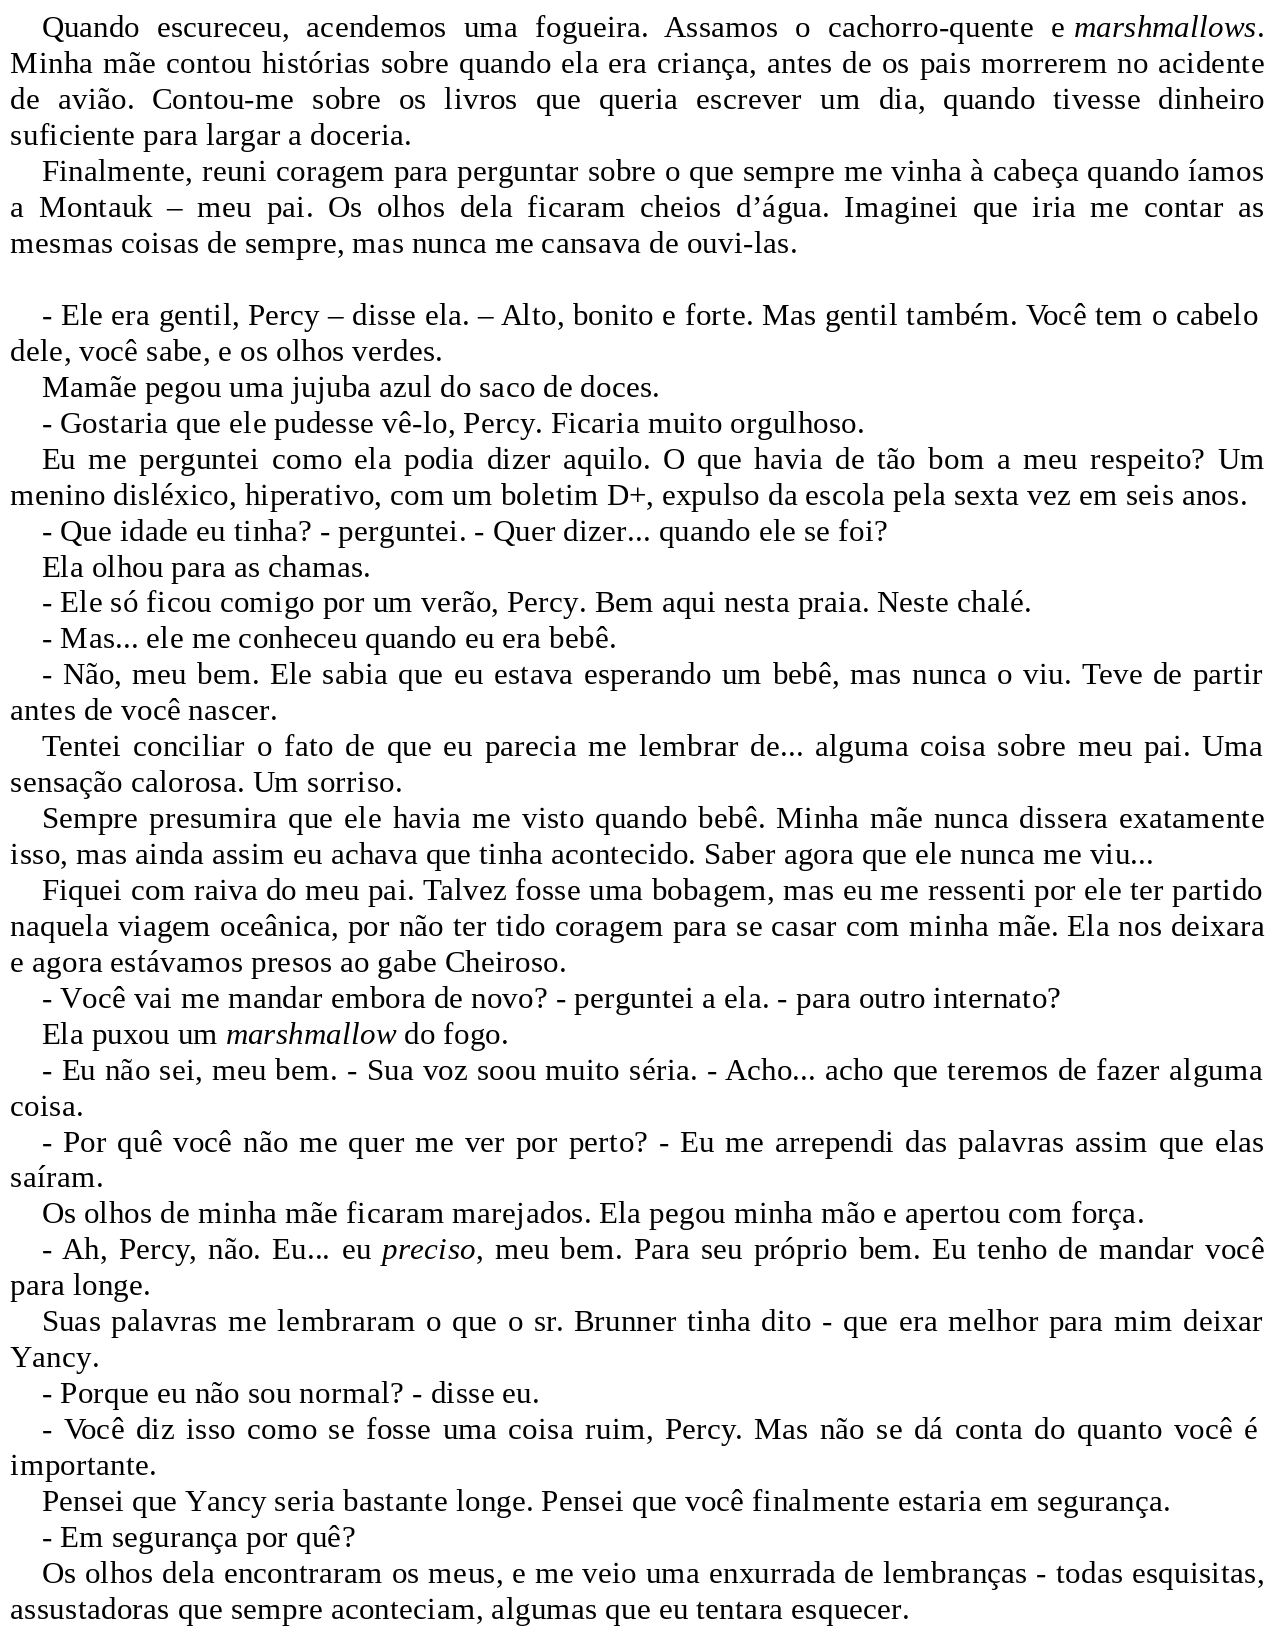 Quando escureceu, acendemos uma fogueira. Assamos o cachorro-quente e marshmallows.
Minha mãe contou histórias sobre quando ela era criança, antes de os pais morrerem no acidente
de avião. Contou-me sobre os livros que queria escrever um dia, quando tivesse dinheiro
suficiente para largar a doceria.
Finalmente, reuni coragem para perguntar sobre o que sempre me vinha à cabeça quando íamos
a Montauk – meu pai. Os olhos dela ficaram cheios d’água. Imaginei que iria me contar as
mesmas coisas de sempre, mas nunca me cansava de ouvi-las.
- Ele era gentil, Percy – disse ela. – Alto, bonito e forte. Mas gentil também. Você tem o cabelo
dele, você sabe, e os olhos verdes.
Mamãe pegou uma jujuba azul do saco de doces.
- Gostaria que ele pudesse vê-lo, Percy. Ficaria muito orgulhoso.
Eu me perguntei como ela podia dizer aquilo. O que havia de tão bom a meu respeito? Um
menino disléxico, hiperativo, com um boletim D+, expulso da escola pela sexta vez em seis anos.
- Que idade eu tinha? - perguntei. - Quer dizer... quando ele se foi?
Ela olhou para as chamas.
- Ele só ficou comigo por um verão, Percy. Bem aqui nesta praia. Neste chalé.
- Mas... ele me conheceu quando eu era bebê.
- Não, meu bem. Ele sabia que eu estava esperando um bebê, mas nunca o viu. Teve de partir
antes de você nascer.
Tentei conciliar o fato de que eu parecia me lembrar de... alguma coisa sobre meu pai. Uma
sensação calorosa. Um sorriso.
Sempre presumira que ele havia me visto quando bebê. Minha mãe nunca dissera exatamente
isso, mas ainda assim eu achava que tinha acontecido. Saber agora que ele nunca me viu...
Fiquei com raiva do meu pai. Talvez fosse uma bobagem, mas eu me ressenti por ele ter partido
naquela viagem oceânica, por não ter tido coragem para se casar com minha mãe. Ela nos deixara
e agora estávamos presos ao gabe Cheiroso.
- Você vai me mandar embora de novo? - perguntei a ela. - para outro internato?
Ela puxou um marshmallow do fogo.
- Eu não sei, meu bem. - Sua voz soou muito séria. - Acho... acho que teremos de fazer alguma
coisa.
- Por quê você não me quer me ver por perto? - Eu me arrependi das palavras assim que elas
saíram.
Os olhos de minha mãe ficaram marejados. Ela pegou minha mão e apertou com força.
- Ah, Percy, não. Eu... eu preciso, meu bem. Para seu próprio bem. Eu tenho de mandar você
para longe.
Suas palavras me lembraram o que o sr. Brunner tinha dito - que era melhor para mim deixar
Yancy.
- Porque eu não sou normal? - disse eu.
- Você diz isso como se fosse uma coisa ruim, Percy. Mas não se dá conta do quanto você é
importante.
Pensei que Yancy seria bastante longe. Pensei que você finalmente estaria em segurança.
- Em segurança por quê?
Os olhos dela encontraram os meus, e me veio uma enxurrada de lembranças - todas esquisitas,
assustadoras que sempre aconteciam, algumas que eu tentara esquecer.